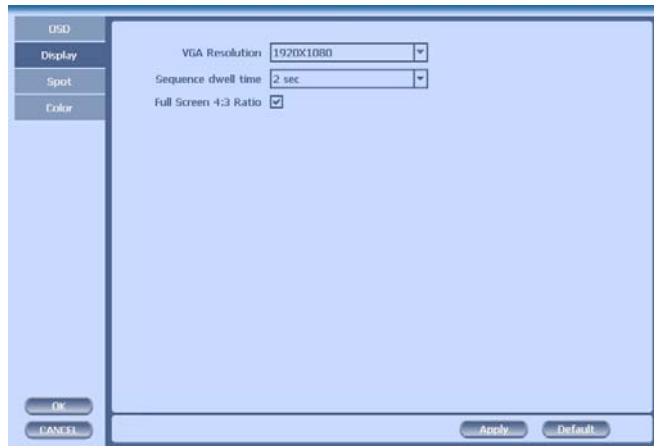 OSD
Display
Spot
Color
VGA Resolution 1920X1080
Sequence dwell time 2 sec
Full Screen 4:3 Ratio
OK
CANCEL
Apply Default